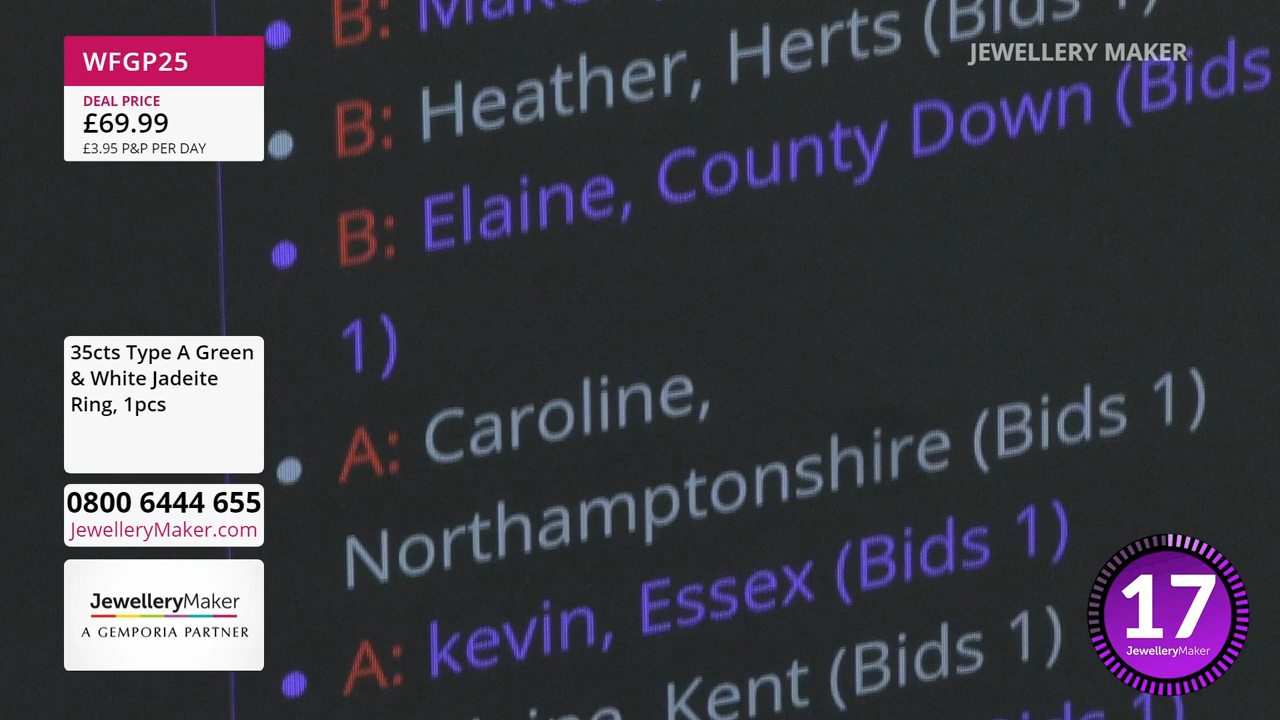 WFGP25
DEAL PRICE
£69.99
£3.95 P&P PER DAY
35cts Type A Green
& White Jadeite
Ring, 1pcs
0800 6444 655
JewelleryMaker.com
JewelleryMaker
A GEMPORIA PARTNER
JEWELLERY MAKER
B:
B: Heather, Herts (Bids 1)
B: Elaine, County Down (Bids
1)
A: Caroline,
Northamptonshire (Bids 1)
A: kevin, Essex (Bids 1)
Kent (Bids 1)
1)
17
JewelleryMaker